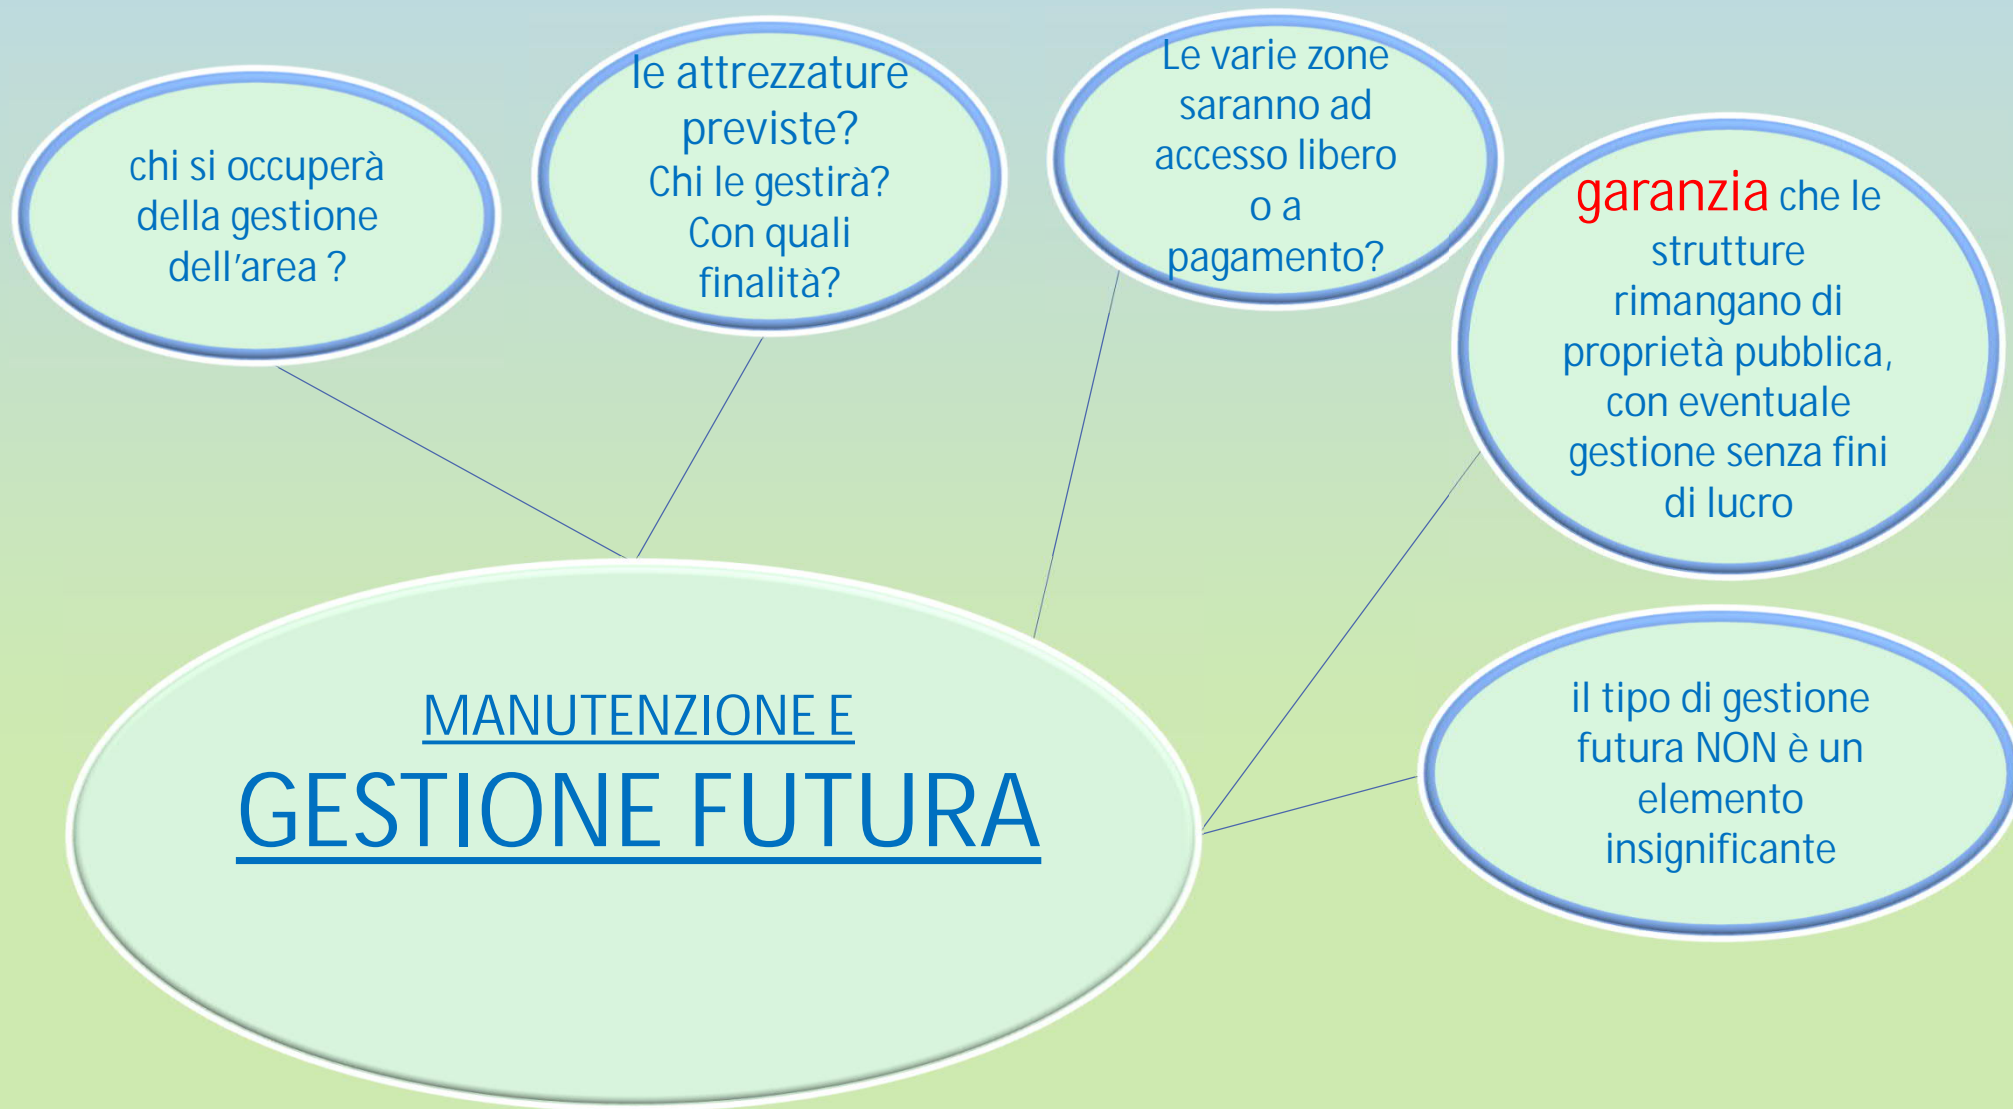 chi si occuperà
della gestione
dell’area ?
le attrezzature
previste?
Chi le gestirà?
Con quali
finalità?
Le varie zone
saranno ad
accesso libero
o a
pagamento?
garanzia che le
strutture
rimangano di
proprietà pubblica,
con eventuale
gestione senza fini
di lucro
il tipo di gestione
futura NON è un
elemento
insignificante
MANUTENZIONE E
GESTIONE FUTURA